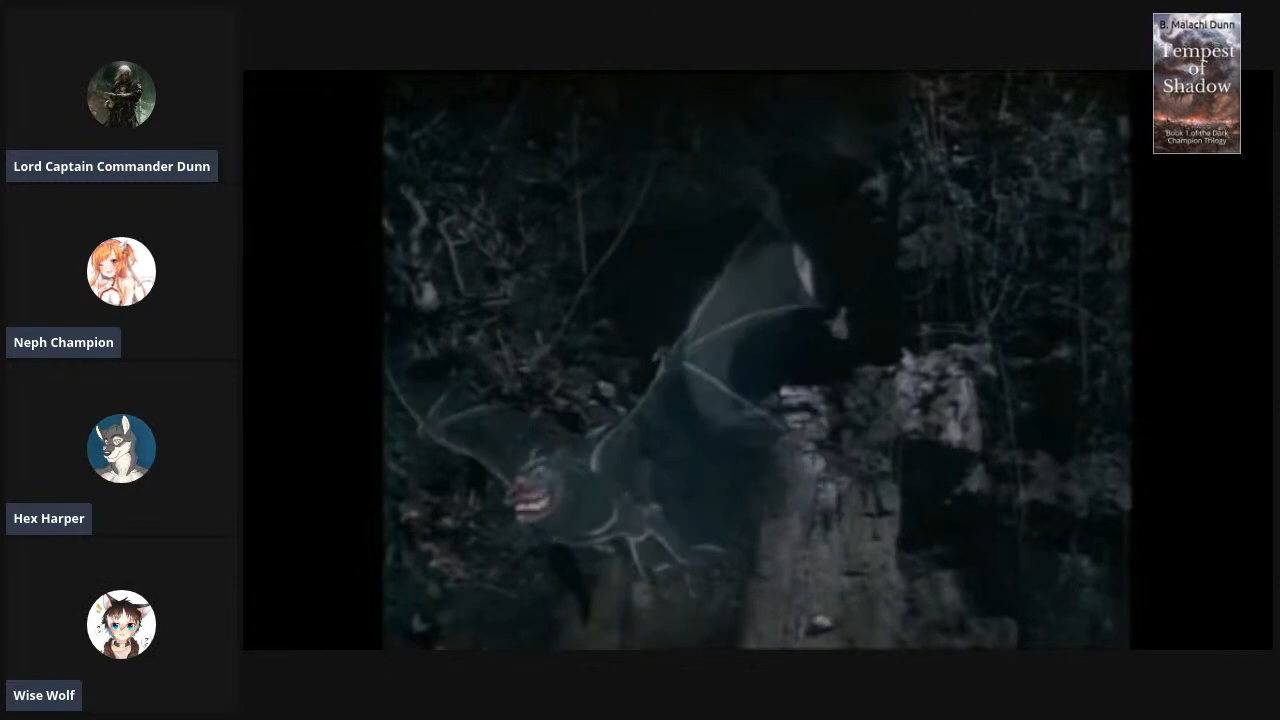 Lord Captain Commander Dunn
Neph Champion
Hex Harper
Wise Wolf
B. Malachi Dunn
Tempest
of
Shadow
Book 1 of the Dark
Champion Trilogy